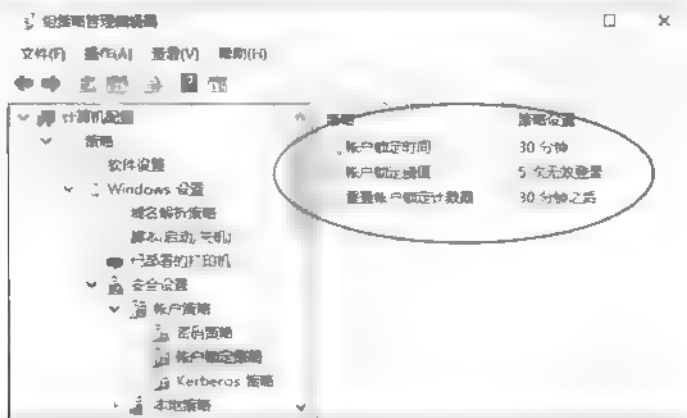 组策略管理编辑器
文件(F) 操作(A) 查看(V) 帮助(H)
计算机配置
策略
软件设置
Windows 设置
域名解析策略
脚本(启动/关机)
已部署的打印机
安全设置
帐户策略
密码策略
帐户锁定策略
Kerberos 策略
本地策略
策略 策略设置
帐户锁定时间 30 分钟
帐户锁定阈值 5 次无效登录
重置帐户锁定计数器 30 分钟之后